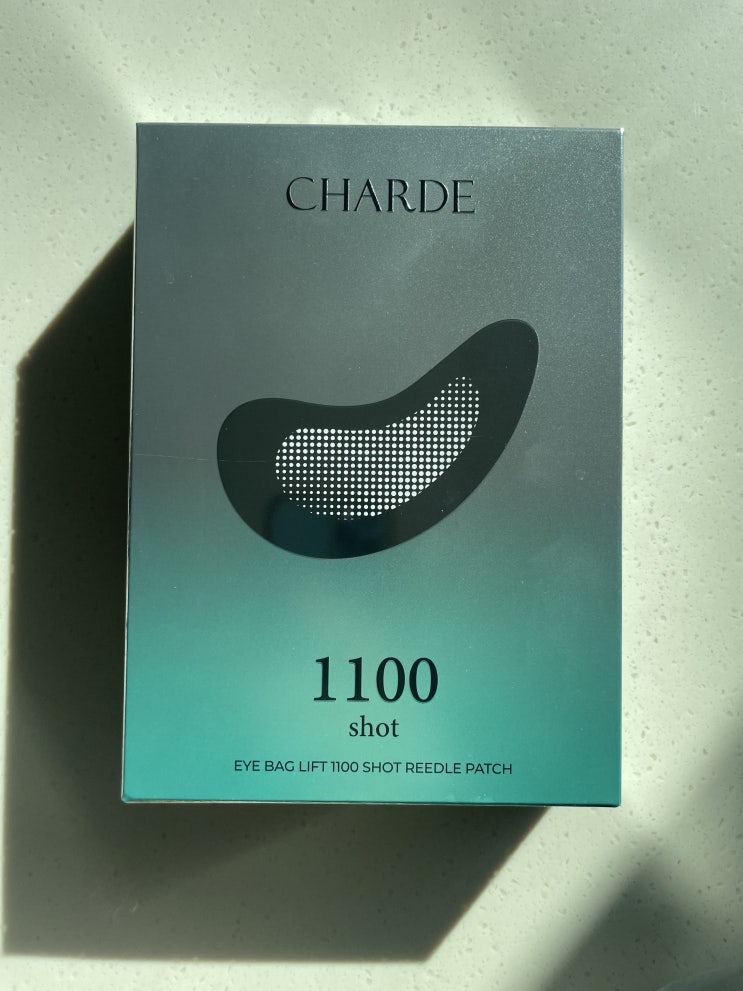 CHARDE
1100
shot
EYE BAG LIFT 1100 SHOT REEDLE PATCH